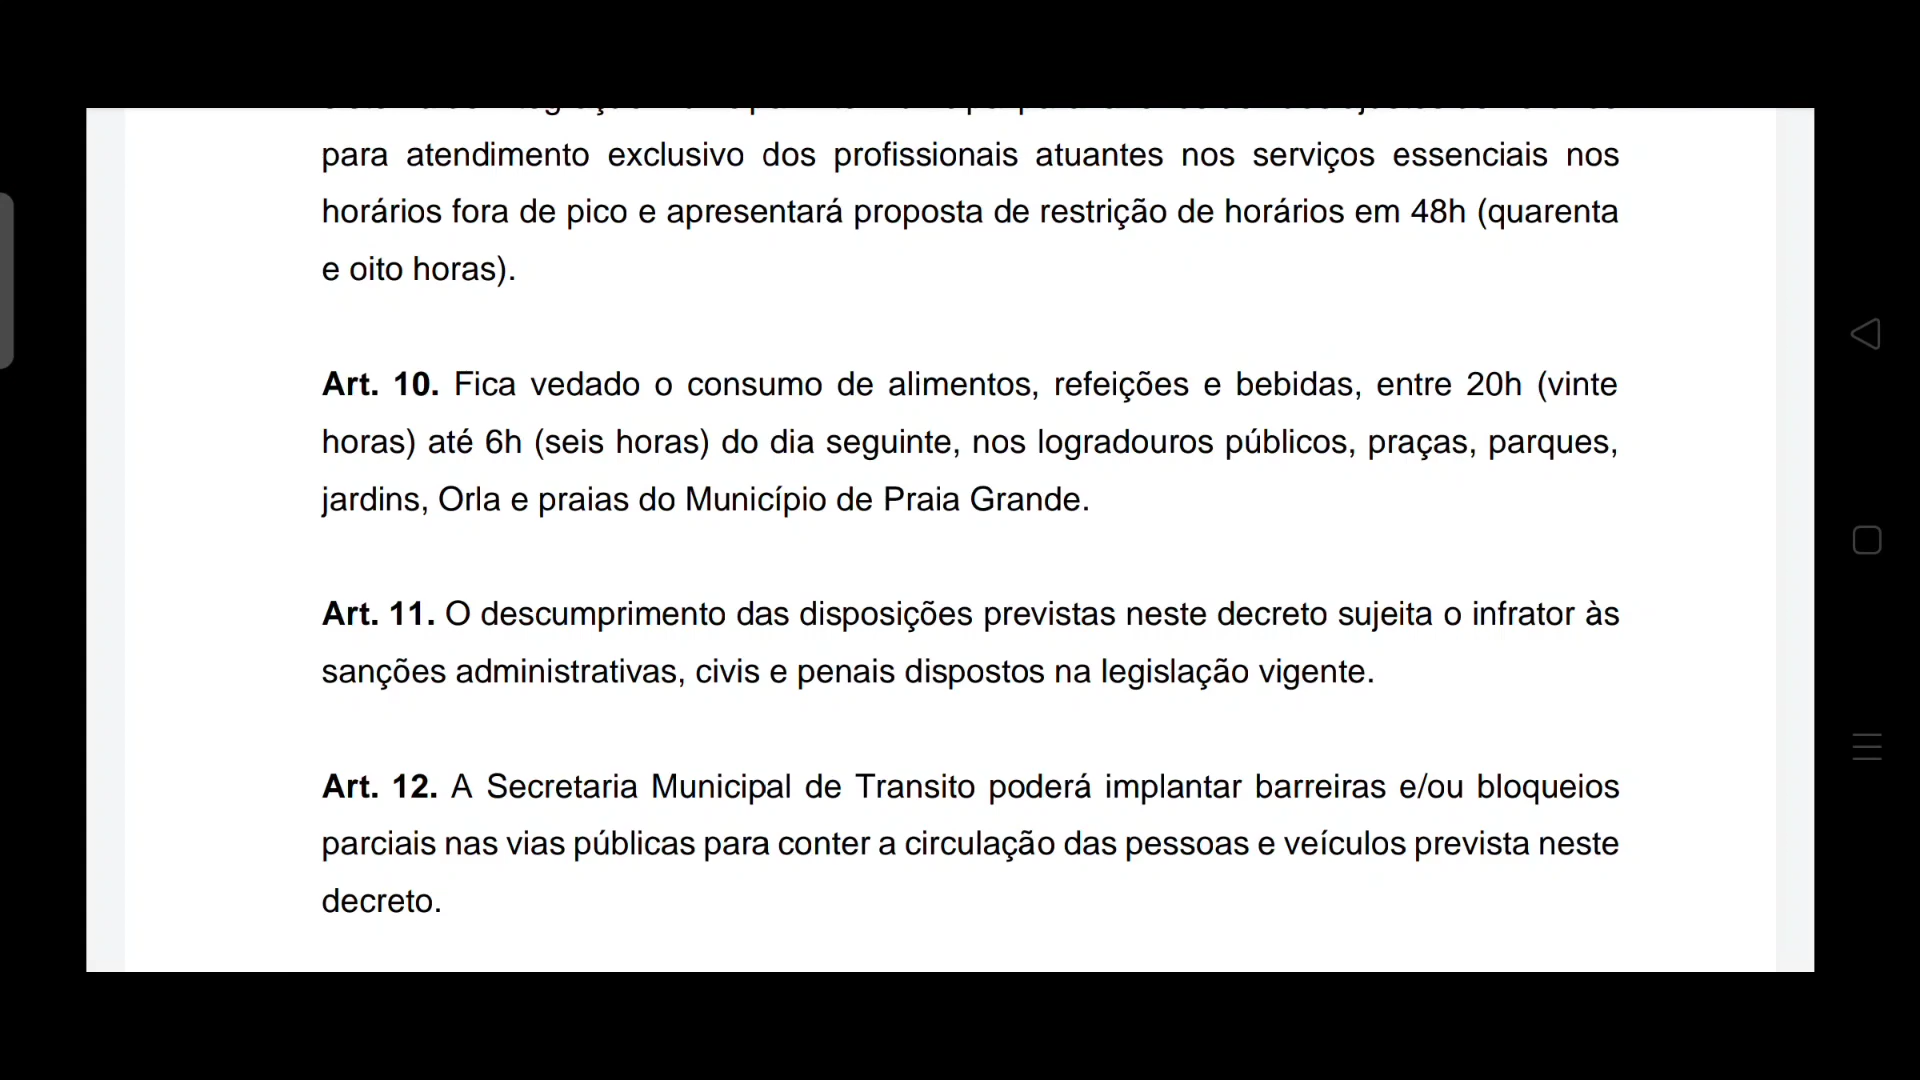 para atendimento exclusivo dos profissionais atuantes nos serviços essenciais nos
horários fora de pico e apresentará proposta de restrição de horários em 48h (quarenta
e oito horas).
Art. 10. Fica vedado o consumo de alimentos, refeições e bebidas, entre 20h (vinte
horas) até 6h (seis horas) do dia seguinte, nos logradouros públicos, praças, parques,
jardins, Orla e praias do Município de Praia Grande.
Art. 11. O descumprimento das disposições previstas neste decreto sujeita o infrator às
sanções administrativas, civis e penais dispostos na legislação vigente.
Art. 12. A Secretaria Municipal de Transito poderá implantar barreiras e/ou bloqueios
parciais nas vias públicas para conter a circulação das pessoas e veículos prevista neste
decreto.